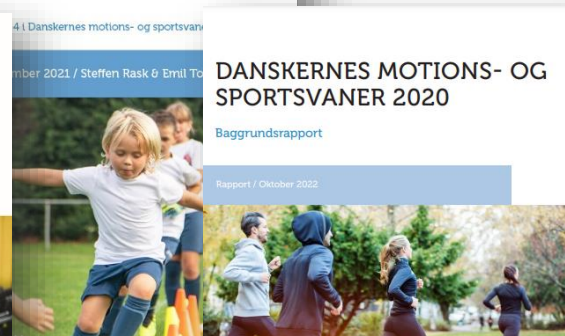 4 i Danskernes motions- og sportsvane
mber 2021 / Steffen Rask & Emil To
DANSKERNES MOTIONS- OG
SPORTSVANER 2020
Baggrundsrapport
Rapport / Oktober 2022